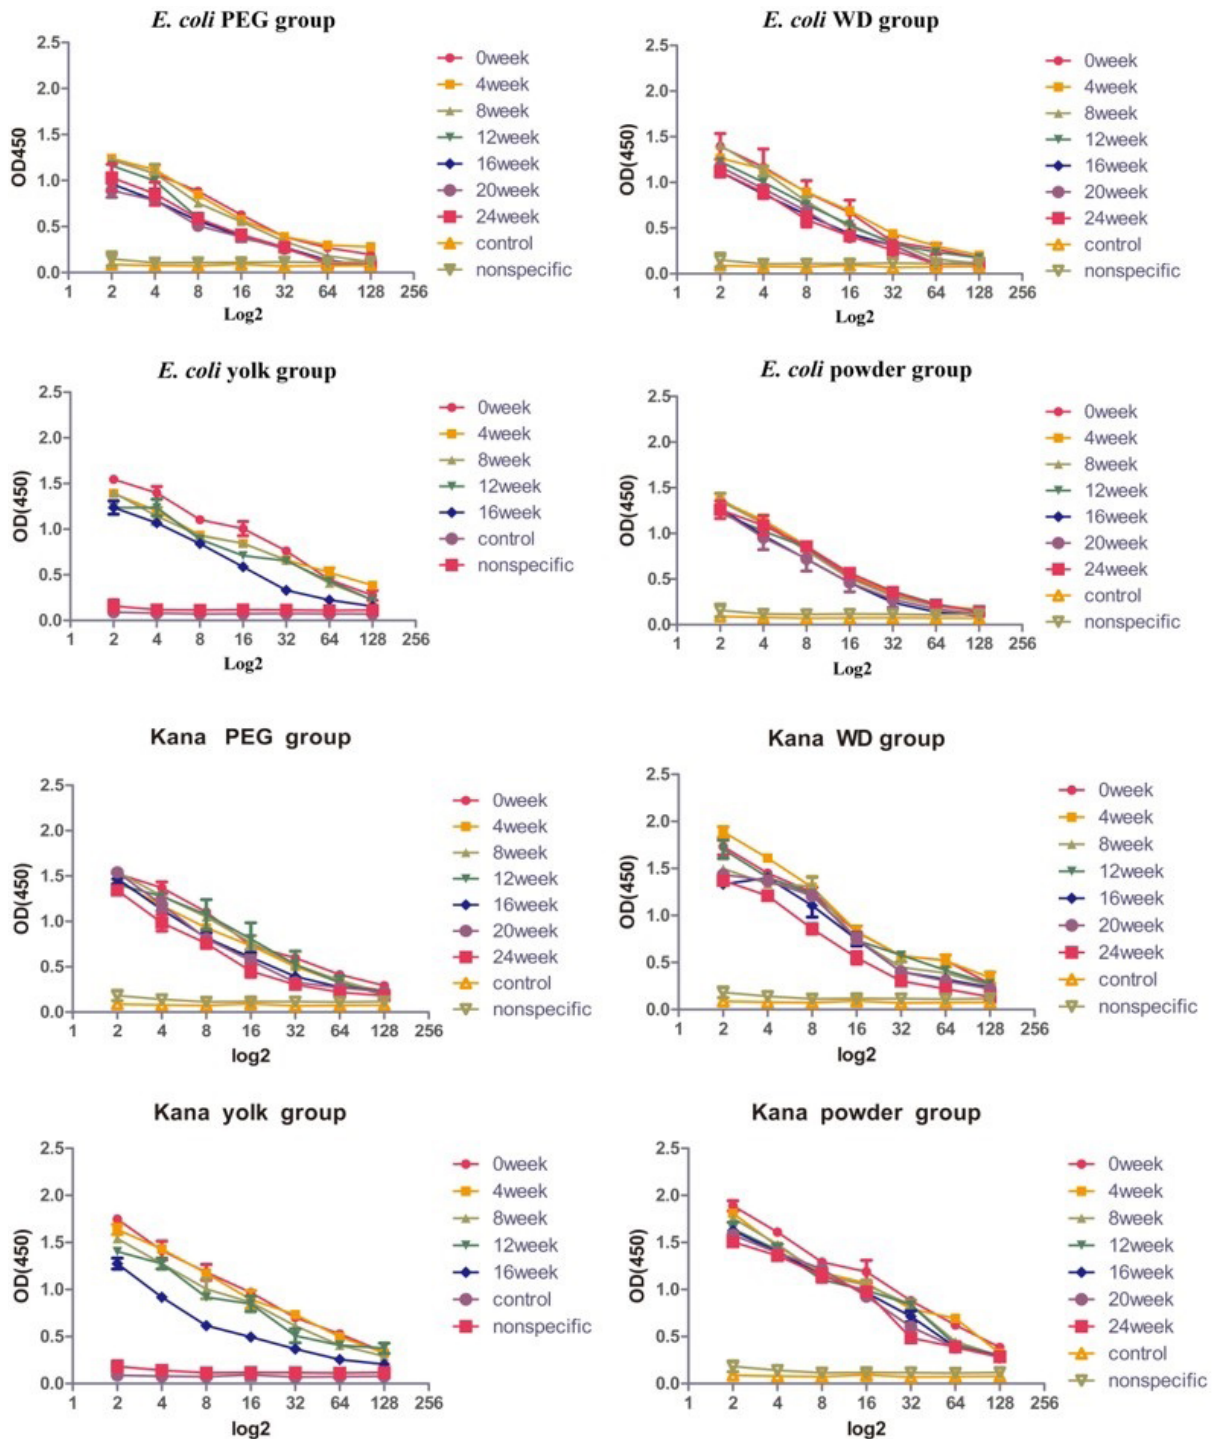 E. coli PEG group
2.5
2.0
1.5
1.0
0.5
0.0
OD450
1 2 4 8 16 32 64 128 256
Log2
0week
4week
8week
12week
16week
20week
24week
control
nonspecific
E. coli WD group
2.5
2.0
1.5
1.0
0.5
0.0
OD(450)
1 2 4 8 16 32 64 128 256
Log2
0week
4week
8week
12week
16week
20week
24week
control
nonspecific
E. coli yolk group
2.5
2.0
1.5
1.0
0.5
0.0
OD(450)
1 2 4 8 16 32 64 128 256
Log2
0week
4week
8week
12week
16week
control
nonspecific
E. coli powder group
2.5
2.0
1.5
1.0
0.5
0.0
OD(450)
1 2 4 8 16 32 64 128 256
Log2
0week
4week
8week
12week
16week
20week
24week
control
nonspecific
Kana PEG group
2.5
2.0
1.5
1.0
0.5
0.0
OD(450)
1 2 4 8 16 32 64 128 256
log2
0week
4week
8week
12week
16week
20week
24week
control
nonspecific
Kana WD group
2.5
2.0
1.5
1.0
0.5
0.0
OD(450)
1 2 4 8 16 32 64 128 256
log2
0week
4week
8week
12week
16week
20week
24week
control
nonspecific
Kana yolk group
2.5
2.0
1.5
1.0
0.5
0.0
OD(450)
1 2 4 8 16 32 64 128 256
log2
0week
4week
8week
12week
16week
control
nonspecific
Kana powder group
2.5
2.0
1.5
1.0
0.5
0.0
OD(450)
1 2 4 8 16 32 64 128 256
log2
0week
4week
8week
12week
16week
20week
24week
control
nonspecific